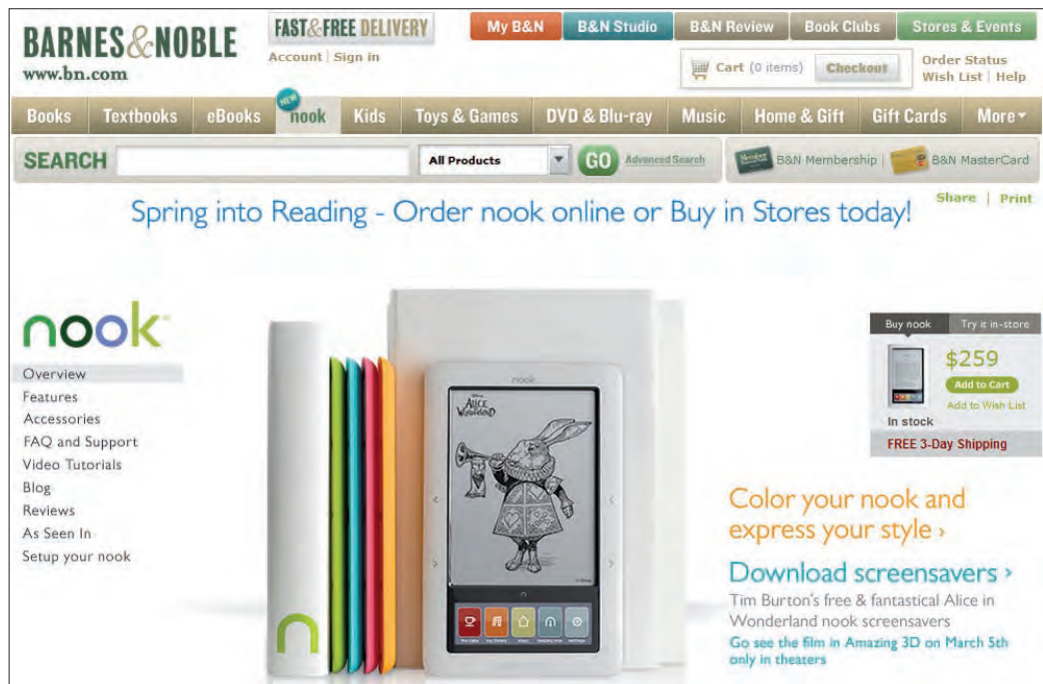 BARNES&NOBLE
www.bn.com
FAST&FREE DELIVERY
Account | Sign in
My B&N B&N Studio B&N Review Book Clubs Stores & Events
Cart (0 items) Checkout
Order Status
Wish List | Help
Books Textbooks eBooks NEW nook Kids Toys & Games DVD & Blu-ray Music Home & Gift Gift Cards More
SEARCH All Products GO Advanced Search B&N Membership | B&N MasterCard
Share | Print
Spring into Reading - Order nook online or Buy in Stores today!
nook
Overview
Features
Accessories
FAQ and Support
Video Tutorials
Blog
Reviews
As Seen In
Setup your nook
n
nook
Disney
ALICE
WONDERLAND
Buy nook Try it in-store
$259
Add to Cart
Add to Wish List
In stock
FREE 3-Day Shipping
Color your nook and
express your style ›
Download screensavers ›
Tim Burton's free & fantastical Alice in
Wonderland nook screensavers
Go see the film in Amazing 3D on March 5th
only in theaters